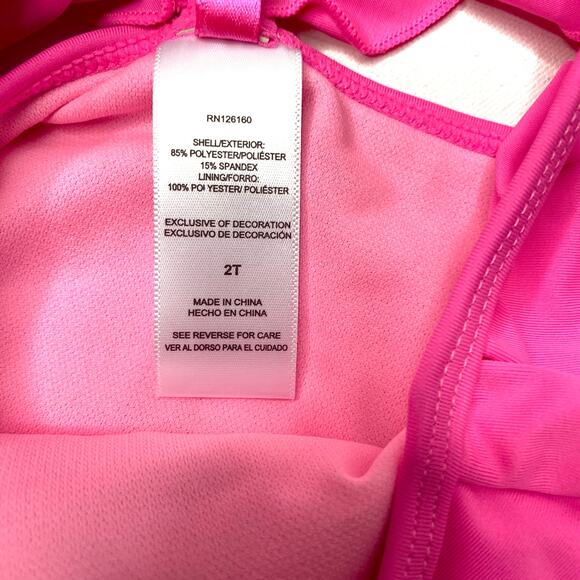 RN126160
SHELL/EXTERIOR:
85% POLYESTER/POLIÉSTER
15% SPANDEX
LINING/FORRO:
100% POLYESTER/ POLIÉSTER
EXCLUSIVE OF DECORATION
EXCLUSIVO DE DECORACIÓN
2T
MADE IN CHINA
HECHO EN CHINA
SEE REVERSE FOR CARE
VER AL DORSO PARA EL CUIDADO